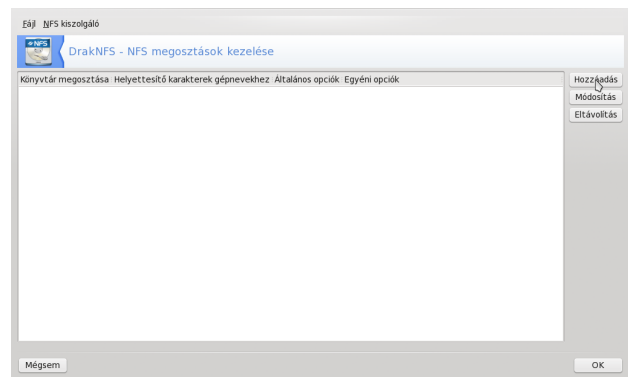 Fájl NFS kiszolgáló
NFS
DrakNFS - NFS megosztások kezelése
Könyvtár megosztása Helyettesítő karakterek gépnevekhez Általános opciók Egyéni opciók
Hozzáadás
Módosítás
Eltávolítás
Mégsem OK